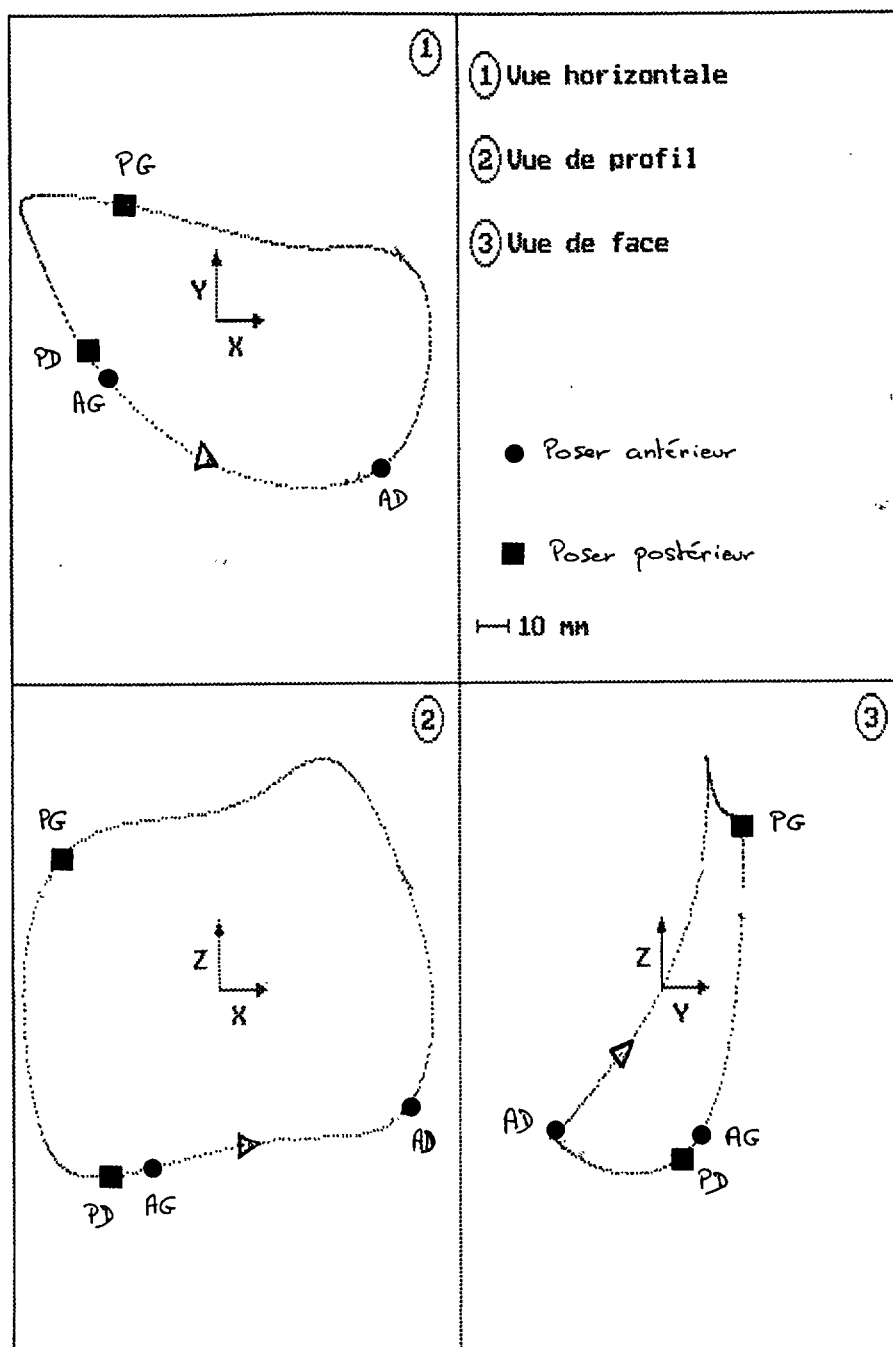 ①
PG
Y
X
PD
AG
AD
① Vue horizontale
② Vue de profil
③ Vue de face
Poser antérieur
Poser postérieur
10 mm
②
PG
Z
X
AD
PD
AG
③
PG
Z
Y
AD
AG
PD